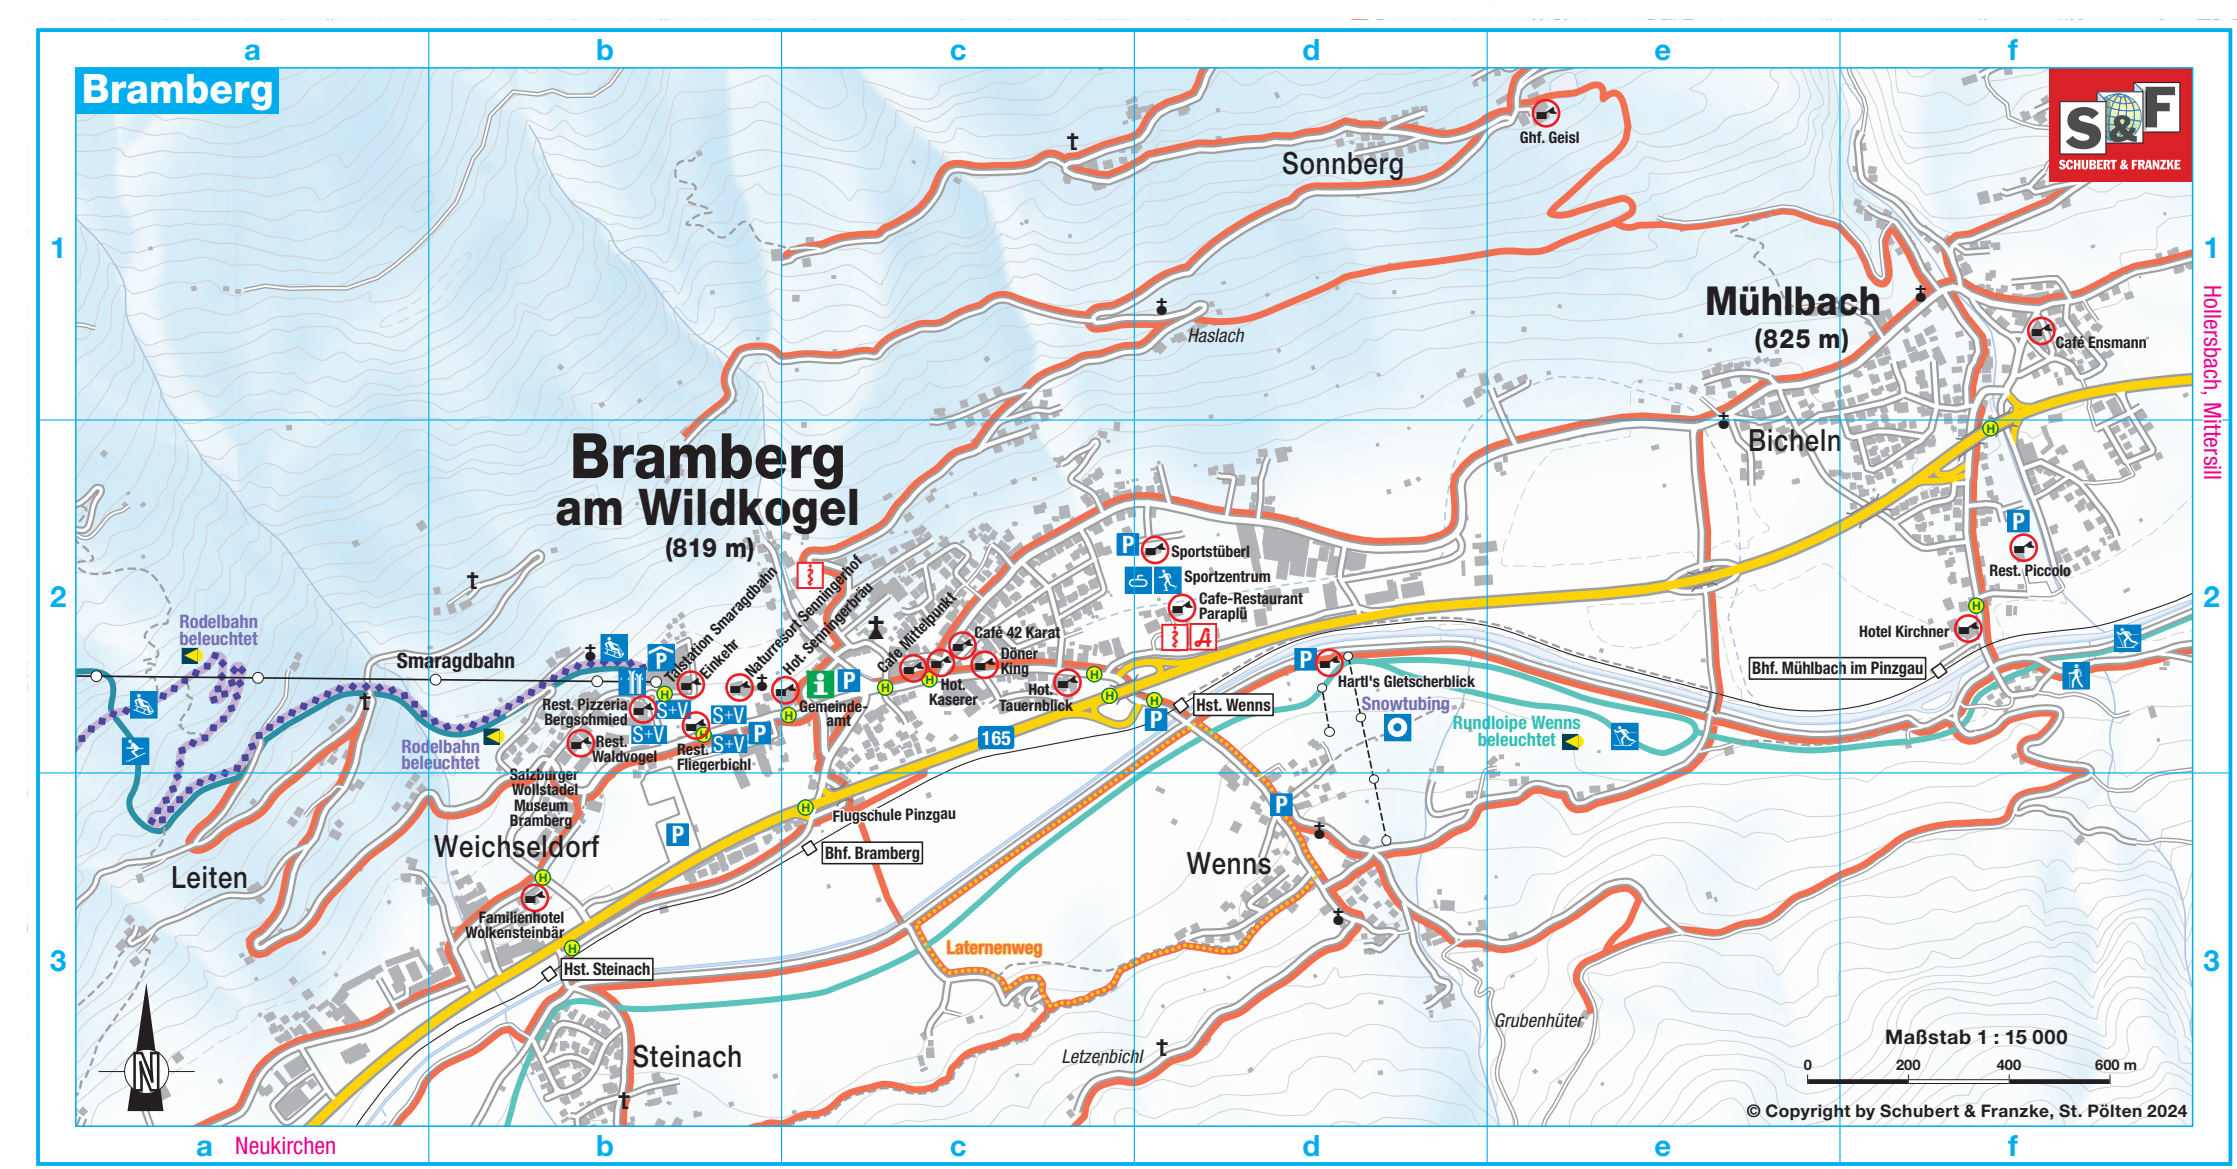 a
b
c
d
e
f
Bramberg
S&F
SCHUBERT & FRANZKE
Ghf. Geisl
Sonnberg
1
1
Hollersbach, Mittersill
Mühlbach
(825 m)
Haslach
Café Ensmann
Bramberg
am Wildkogel
(819 m)
Bicheln
P
H
2
2
P
Sportstüberl
Sportzentrum
Cafe-Restaurant
Paraplü
A
Rest. Piccolo
H
Hotel Kirchner
Bhf. Mühlbach im Pinzgau
Rodelbahn
beleuchtet
Smaragdbahn
P
Talstation Smaragdbahn
Einkehr
Naturresort Senningerhof
Hot. Senningerbräu
Cafe Mittelpunkt
Café 42 Karat
Döner
King
Hot.
Kaserer
Hot.
Tauernblick
i
P
Gemeinde-
amt
H
H
H
H
H
H
H
P
Hst. Wenns
P
Hartl's Gletscherblick
Snowtubing
Rundloipe Wenns
beleuchtet
Rest. Pizzeria
Bergschmied
S+V
S+V
S+V
S+V
P
H
Rest.
Waldvogel
Rest.
Fliegerbichl
Rodelbahn
beleuchtet
165
Salzburger
Wollstadel
Museum
Bramberg
H
Flugschule Pinzgau
P
P
Bhf. Bramberg
Weichseldorf
Leiten
Wenns
H
Familienhotel
Wolkensteinbär
H
Hst. Steinach
Laternenweg
3
3
Grubenhüter
Letzenbichl
Steinach
N
Maßstab 1 : 15 000
0
200
400
600 m
© Copyright by Schubert & Franzke, St. Pölten 2024
a
Neukirchen
b
c
d
e
f